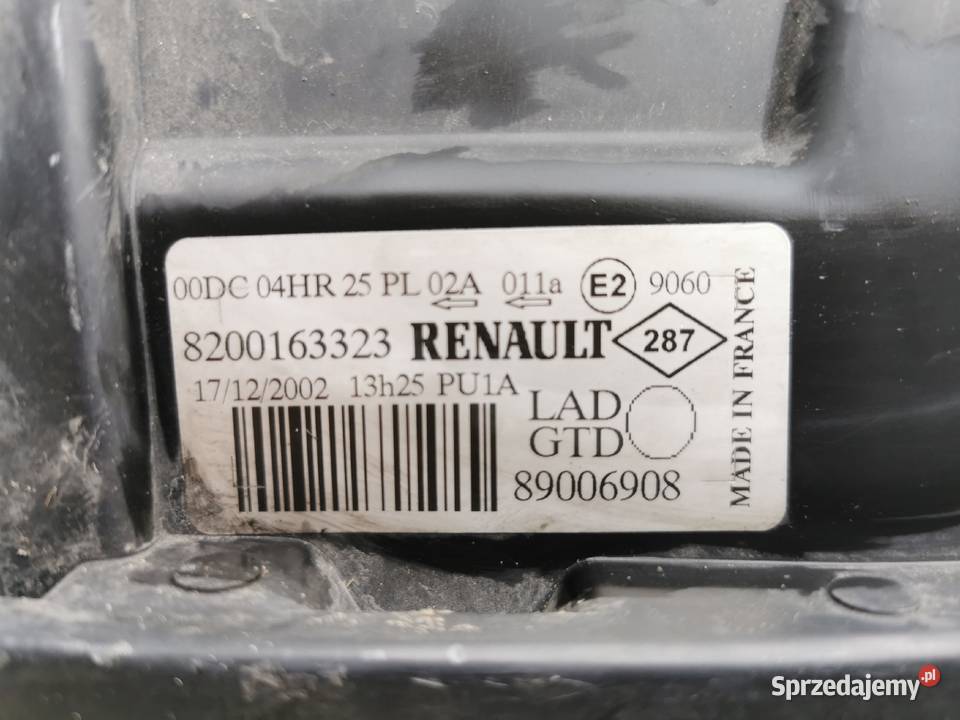 00DC 04HR 25 PL 02A 011a E2 9060
8200163323 RENAULT 287
17/12/2002 13h25 PU1A
LAD
GTD
89006908
MADE IN FRANCE
Sprzedajemy.pl